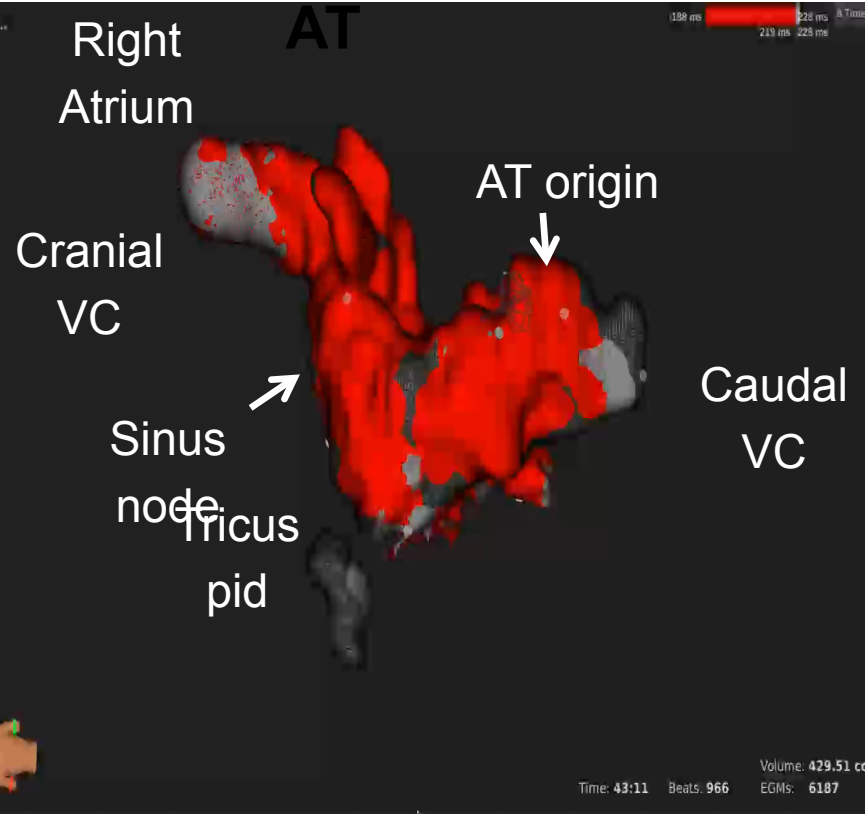 AT
Right
Atrium
188 ms
228 ms
219 ms 228 ms
AT origin
Cranial
VC
Caudal
VC
Sinus
node
Tricus
pid
Volume: 429.51 cc
Time: 43:11 Beats. 966 EGMs: 6187